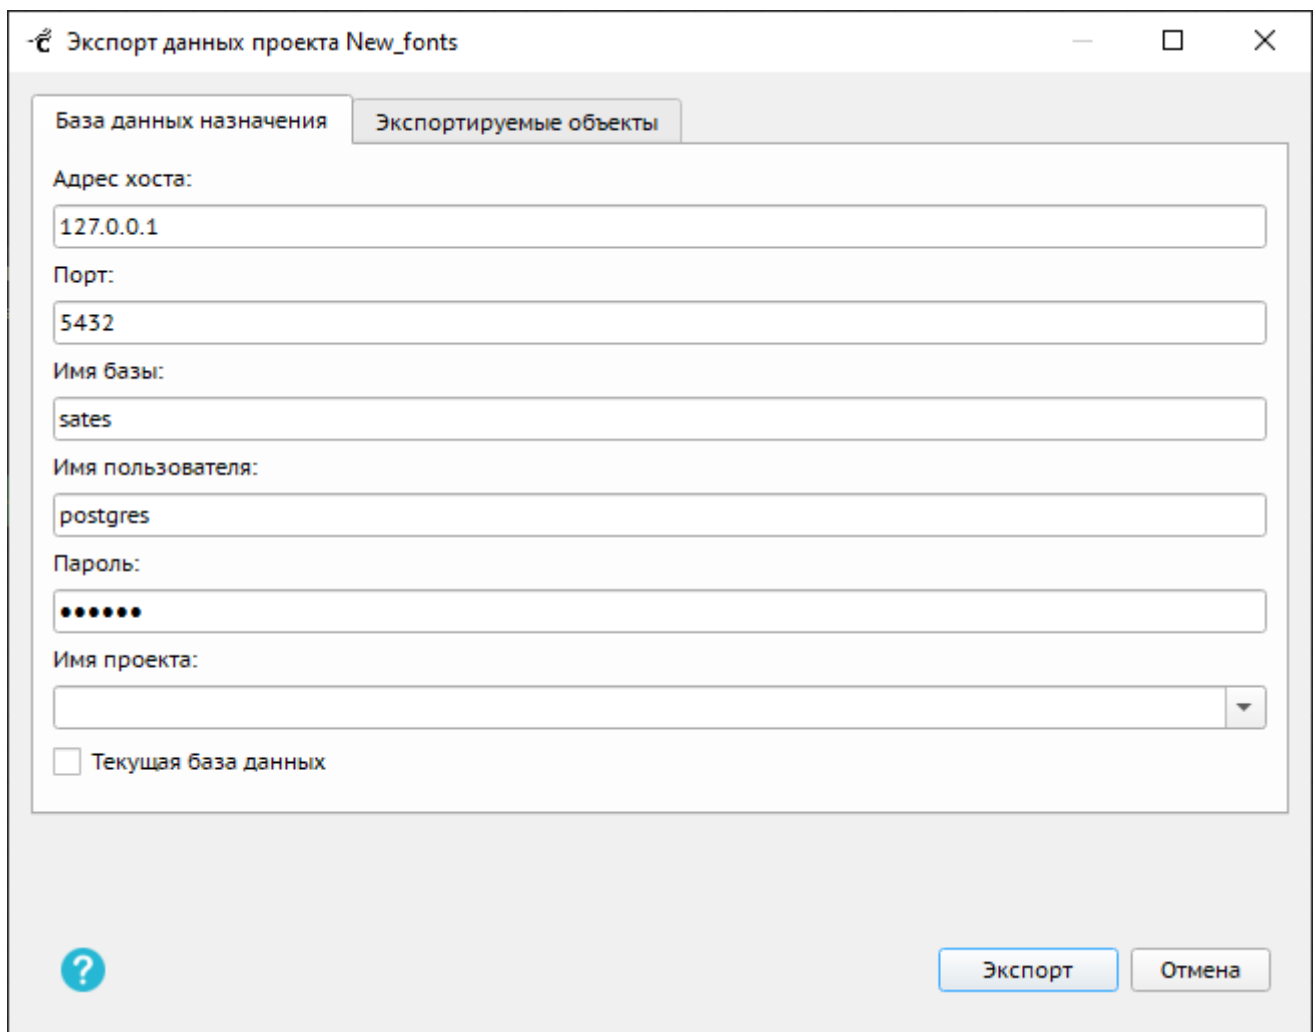 Экспорт данных проекта New_fonts
База данных назначения Экспортируемые объекты
Адрес хоста:
127.0.0.1
Порт:
5432
Имя базы:
sates
Имя пользователя:
postgres
Пароль:
••••••
Имя проекта:
Текущая база данных
? Экспорт Отмена